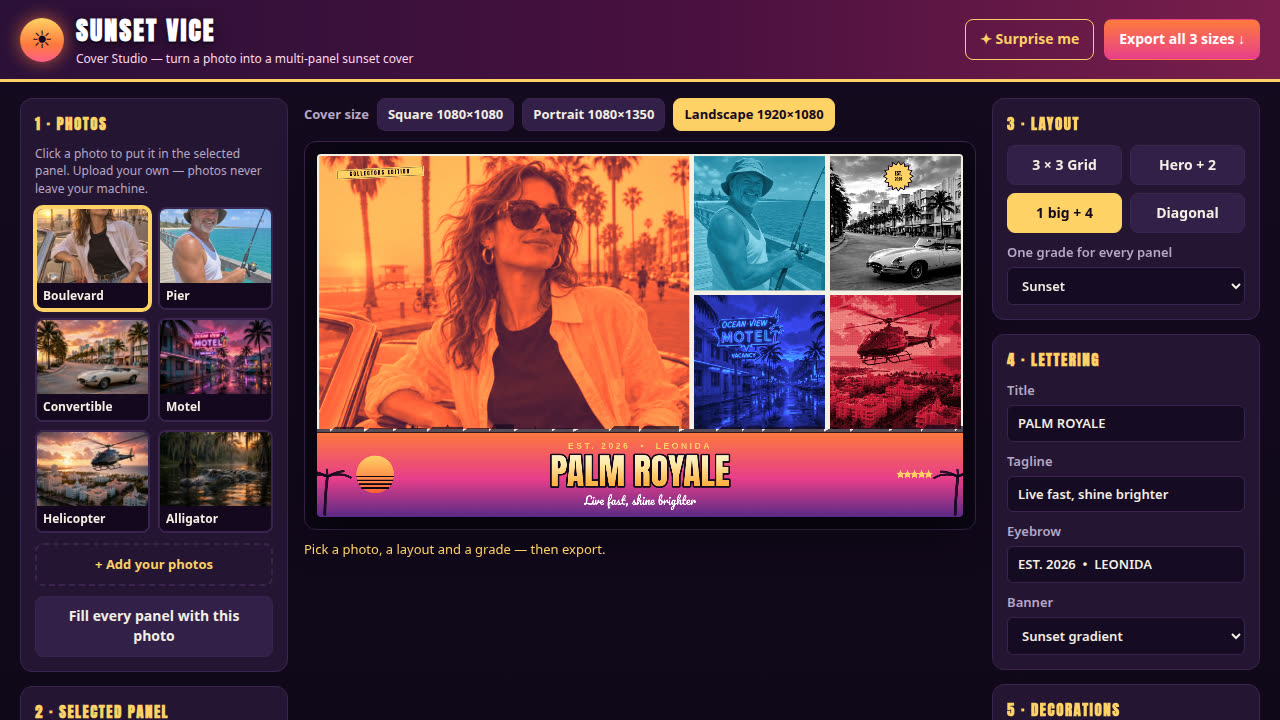 SUNSET VICE
Cover Studio — turn a photo into a multi-panel sunset cover
✦ Surprise me
Export all 3 sizes ↓
1 · PHOTOS
Click a photo to put it in the selected
panel. Upload your own — photos never
leave your machine.
Boulevard
Pier
Convertible
Motel
Helicopter
Alligator
+ Add your photos
Fill every panel with this
photo
2 · SELECTED PANEL
Cover size
Square 1080×1080
Portrait 1080×1350
Landscape 1920×1080
COLLECTORS EDITION
EST.
2026
OCEAN VIEW
MOTEL
VACANCY
EST. 2026 • LEONIDA
PALM ROYALE
Live fast, shine brighter
Pick a photo, a layout and a grade — then export.
3 · LAYOUT
3 × 3 Grid
Hero + 2
1 big + 4
Diagonal
One grade for every panel
Sunset
4 · LETTERING
Title
PALM ROYALE
Tagline
Live fast, shine brighter
Eyebrow
EST. 2026 • LEONIDA
Banner
Sunset gradient
5 · DECORATIONS